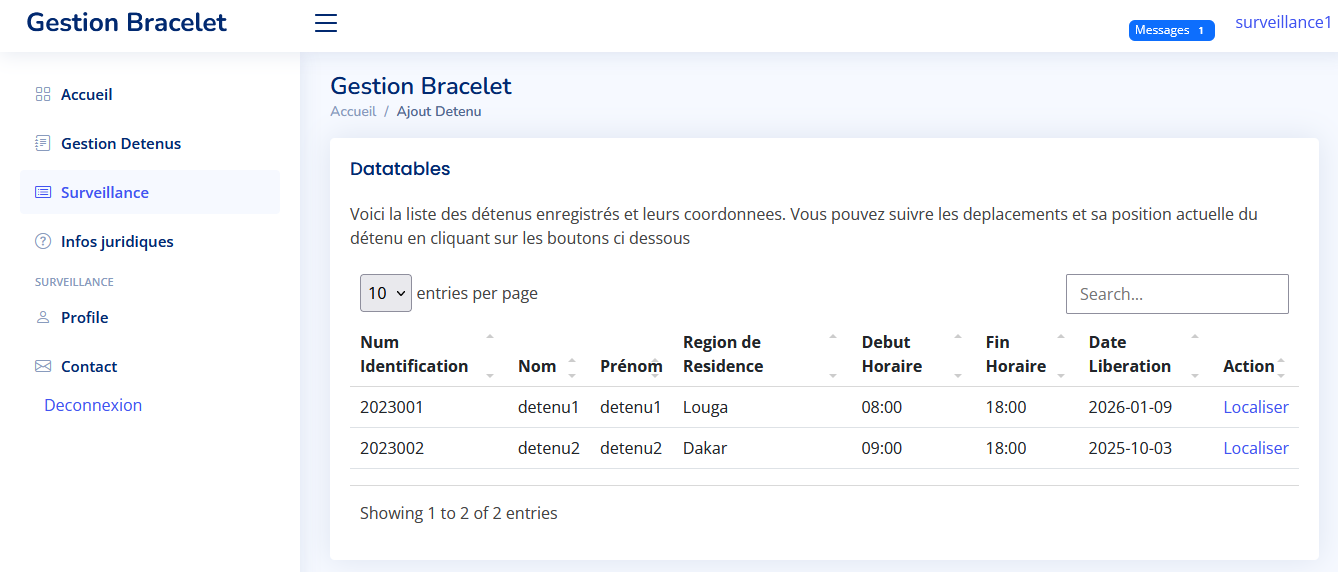 Gestion Bracelet
Messages 1
surveillance1
Accueil
Gestion Detenus
Surveillance
Infos juridiques
SURVEILLANCE
Profile
Contact
Deconnexion
Gestion Bracelet
Accueil / Ajout Detenu
Datatables
Voici la liste des détenus enregistrés et leurs coordonnees. Vous pouvez suivre les deplacements et sa position actuelle du
détenu en cliquant sur les boutons ci dessous
10 entries per page
Search...
Num Identification Nom Prénom Region de Residence Debut Horaire Fin Horaire Date Liberation Action
2023001 detenu1 detenu1 Louga 08:00 18:00 2026-01-09 Localiser
2023002 detenu2 detenu2 Dakar 09:00 18:00 2025-10-03 Localiser
Showing 1 to 2 of 2 entries